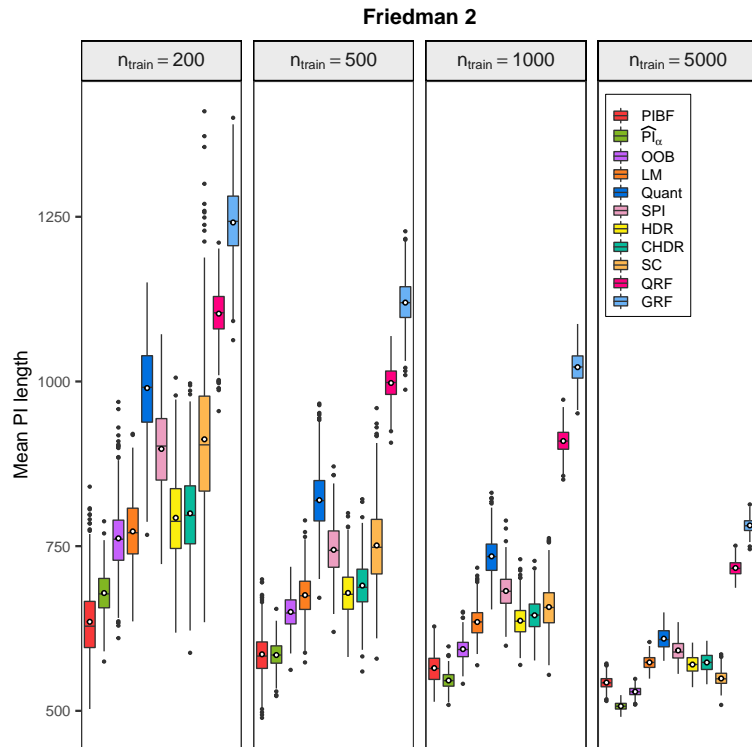 Friedman 2
n_train = 200
n_train = 500
n_train = 1000
n_train = 5000
PIBF
P̂I_α
OOB
LM
Quant
SPI
HDR
CHDR
SC
QRF
GRF
Mean PI length
1250
1000
750
500